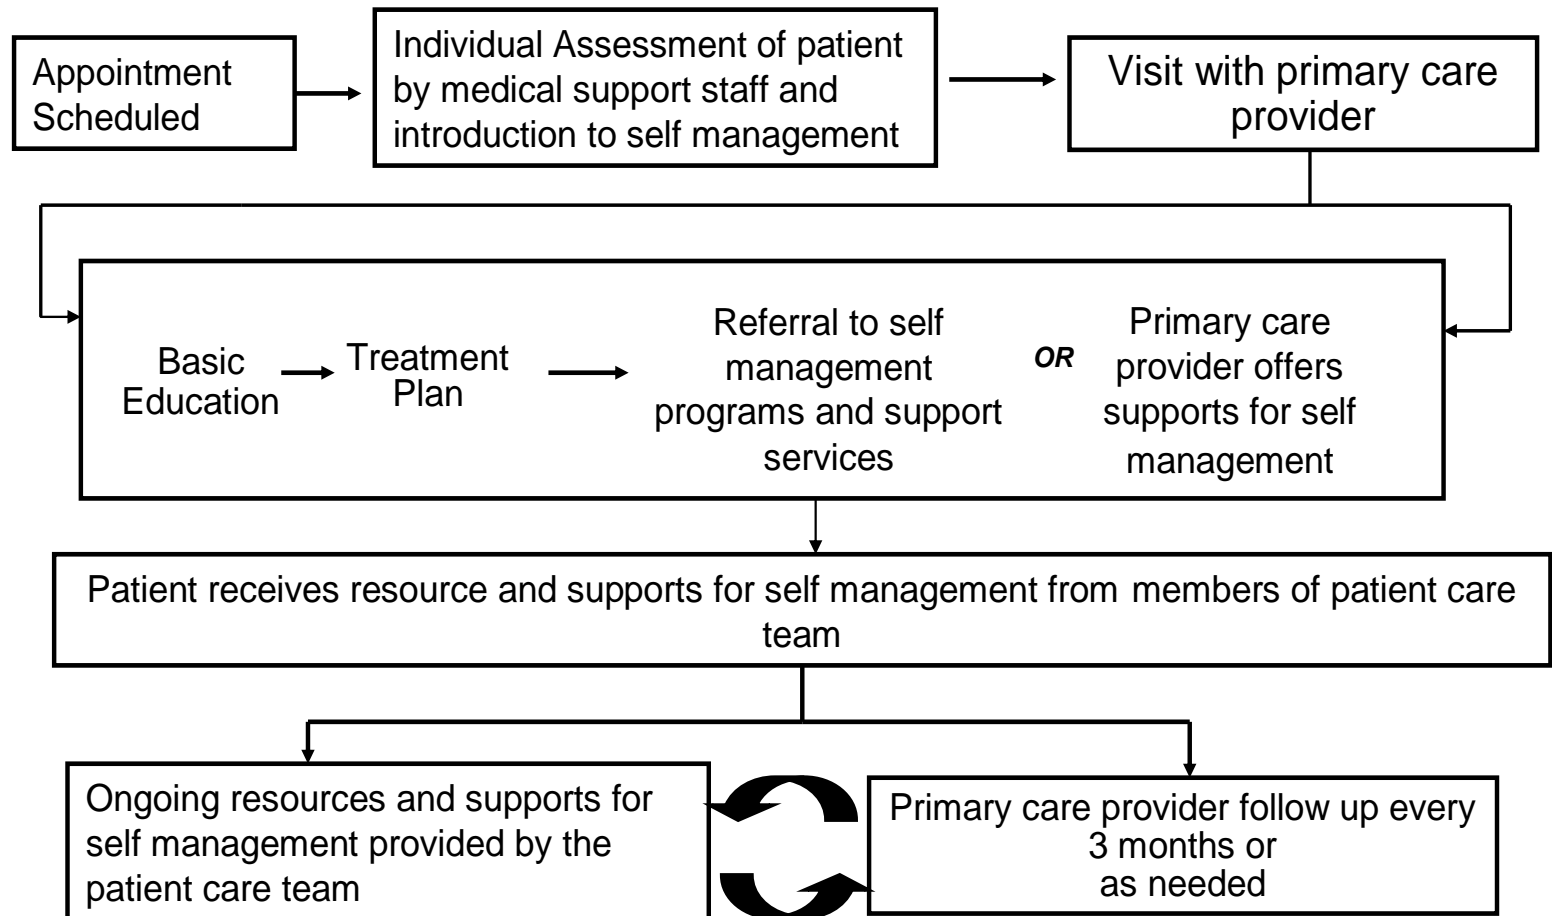 Appointment
Scheduled
Individual Assessment of patient
by medical support staff and
introduction to self management
Visit with primary care
provider
Basic
Education
Treatment
Plan
Referral to self
management
programs and support
services
OR
Primary care
provider offers
supports for self
management
Patient receives resource and supports for self management from members of patient care
team
Ongoing resources and supports for
self management provided by the
patient care team
Primary care provider follow up every
3 months or
as needed